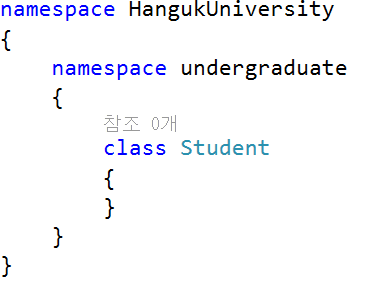 namespace HangukUniversity
{
    namespace undergraduate
    {
        참조 0개
        class Student
        {
        }
    }
}